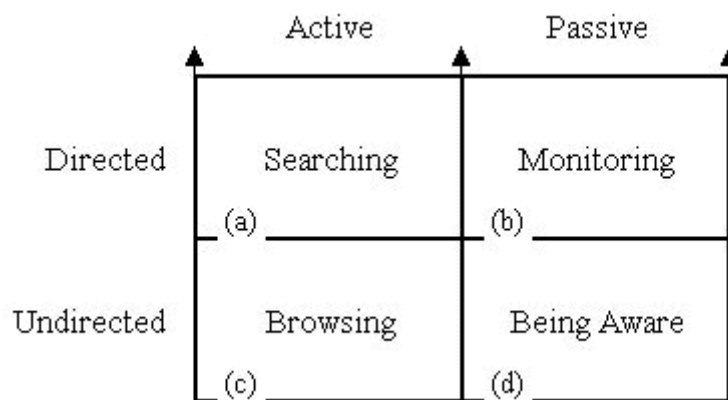 Active Passive
Directed Searching Monitoring
(a) (b)
Undirected Browsing Being Aware
(c) (d)